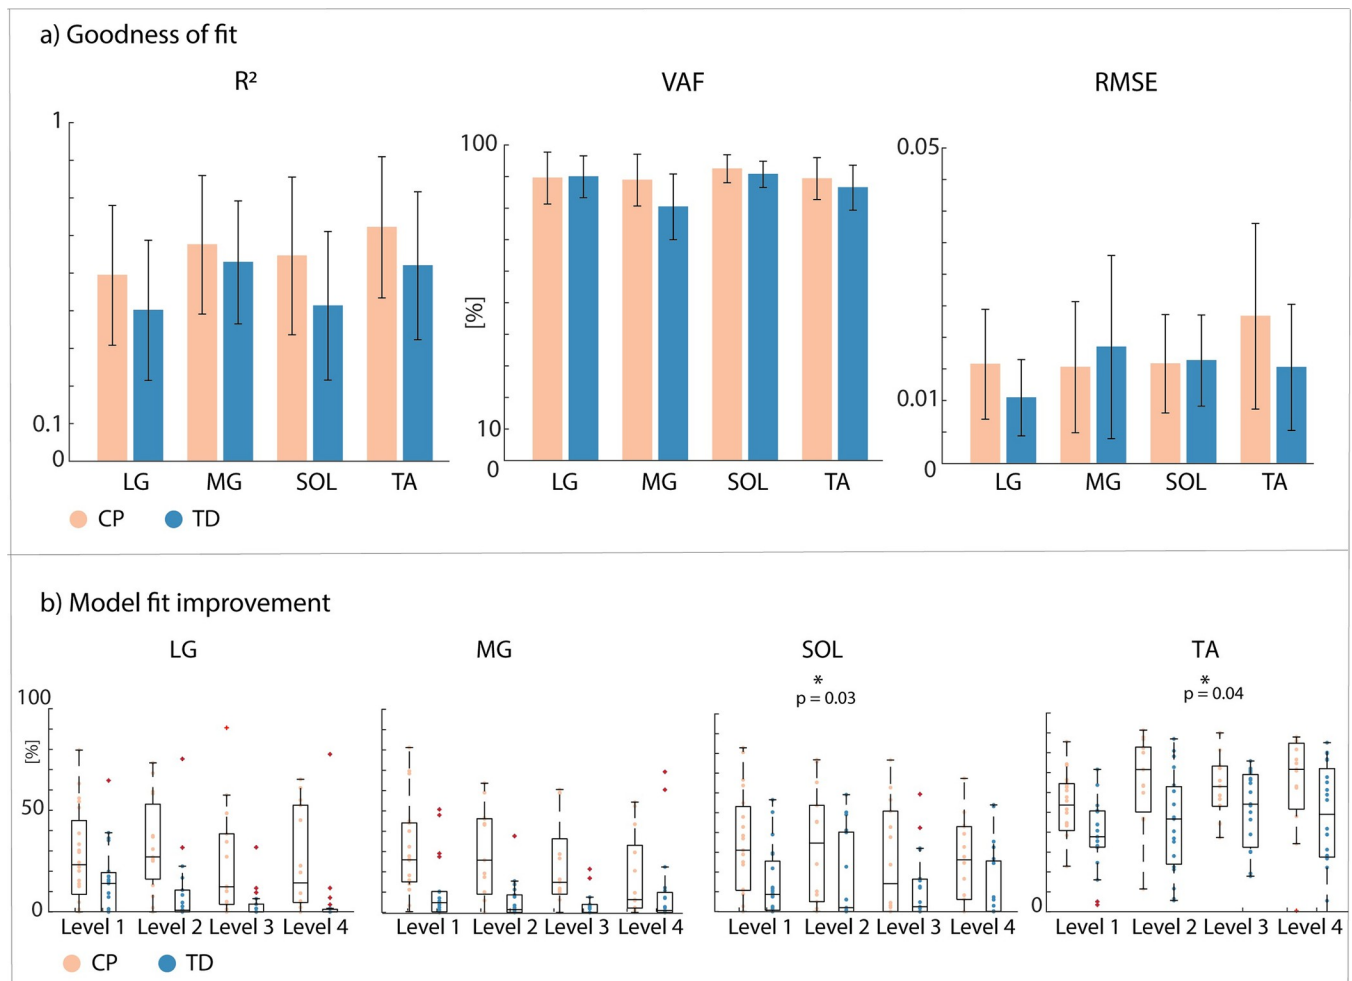 a) Goodness of fit
R² VAF RMSE
1 100 0.05
[%]
0.1 10 0.01
0 0 0
LG MG SOL TA LG MG SOL TA LG MG SOL TA
CP TD
b) Model fit improvement
LG MG SOL TA
* *
p = 0.03 p = 0.04
100
[%]
50
0 0
Level 1 Level 2 Level 3 Level 4 Level 1 Level 2 Level 3 Level 4 Level 1 Level 2 Level 3 Level 4 Level 1 Level 2 Level 3 Level 4
CP TD